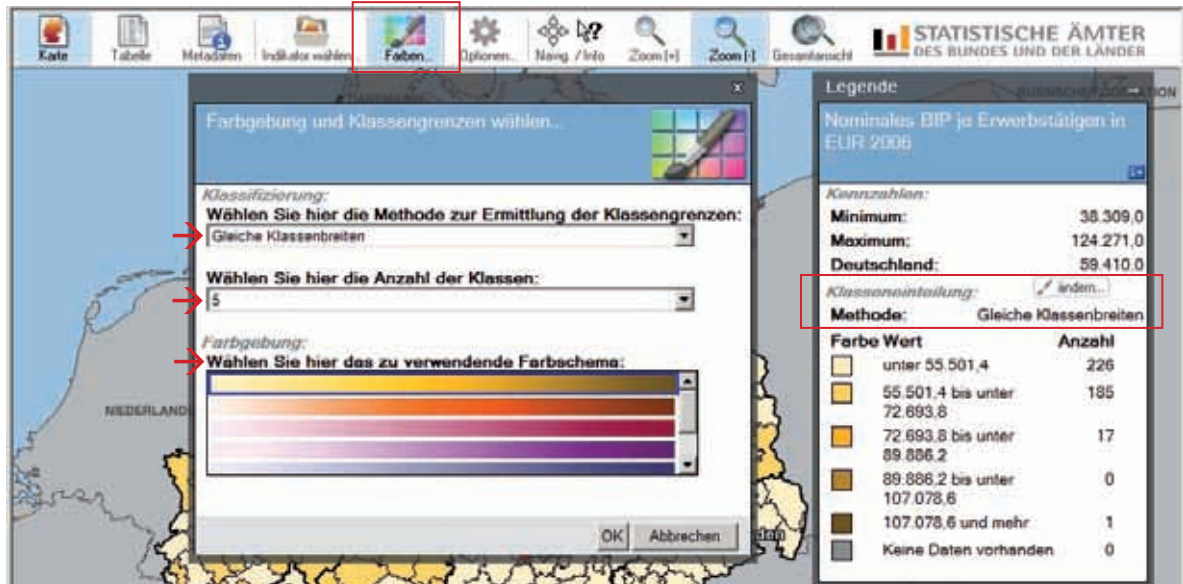 Karte
Tabelle
Metadaten
Indikator wählen...
Farben...
Optionen...
Navig. / Info
Zoom [+]
Zoom [-]
Gesamtansicht
STATISTISCHE ÄMTER
DES BUNDES UND DER LÄNDER
x
Farbgebung und Klassengrenzen wählen...
Klassifizierung:
Wählen Sie hier die Methode zur Ermittlung der Klassengrenzen:
Gleiche Klassenbreiten
Wählen Sie hier die Anzahl der Klassen:
5
Farbgebung:
Wählen Sie hier das zu verwendende Farbschema:
OK
Abbrechen
NIEDERLAND
Legende
Nominales BIP je Erwerbstätigen in
EUR 2006
Kennzahlen:
Minimum: 38.309,0
Maximum: 124.271,0
Deutschland: 59.410,0
Klasseneinteilung: ändern...
Methode: Gleiche Klassenbreiten
Farbe Wert Anzahl
unter 55.501,4 226
55.501,4 bis unter 185
72.693,8
72.693,8 bis unter 17
89.886,2
89.886,2 bis unter 0
107.078,6
107.078,6 und mehr 1
Keine Daten vorhanden 0